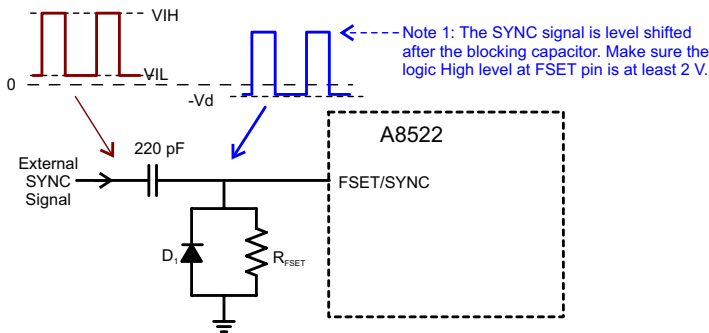 VIH
VIL
0
-Vd
Note 1: The SYNC signal is level shifted
after the blocking capacitor. Make sure the
logic High level at FSET pin is at least 2 V.
A8522
220 pF
External
SYNC
Signal
FSET/SYNC
D1
RFSET